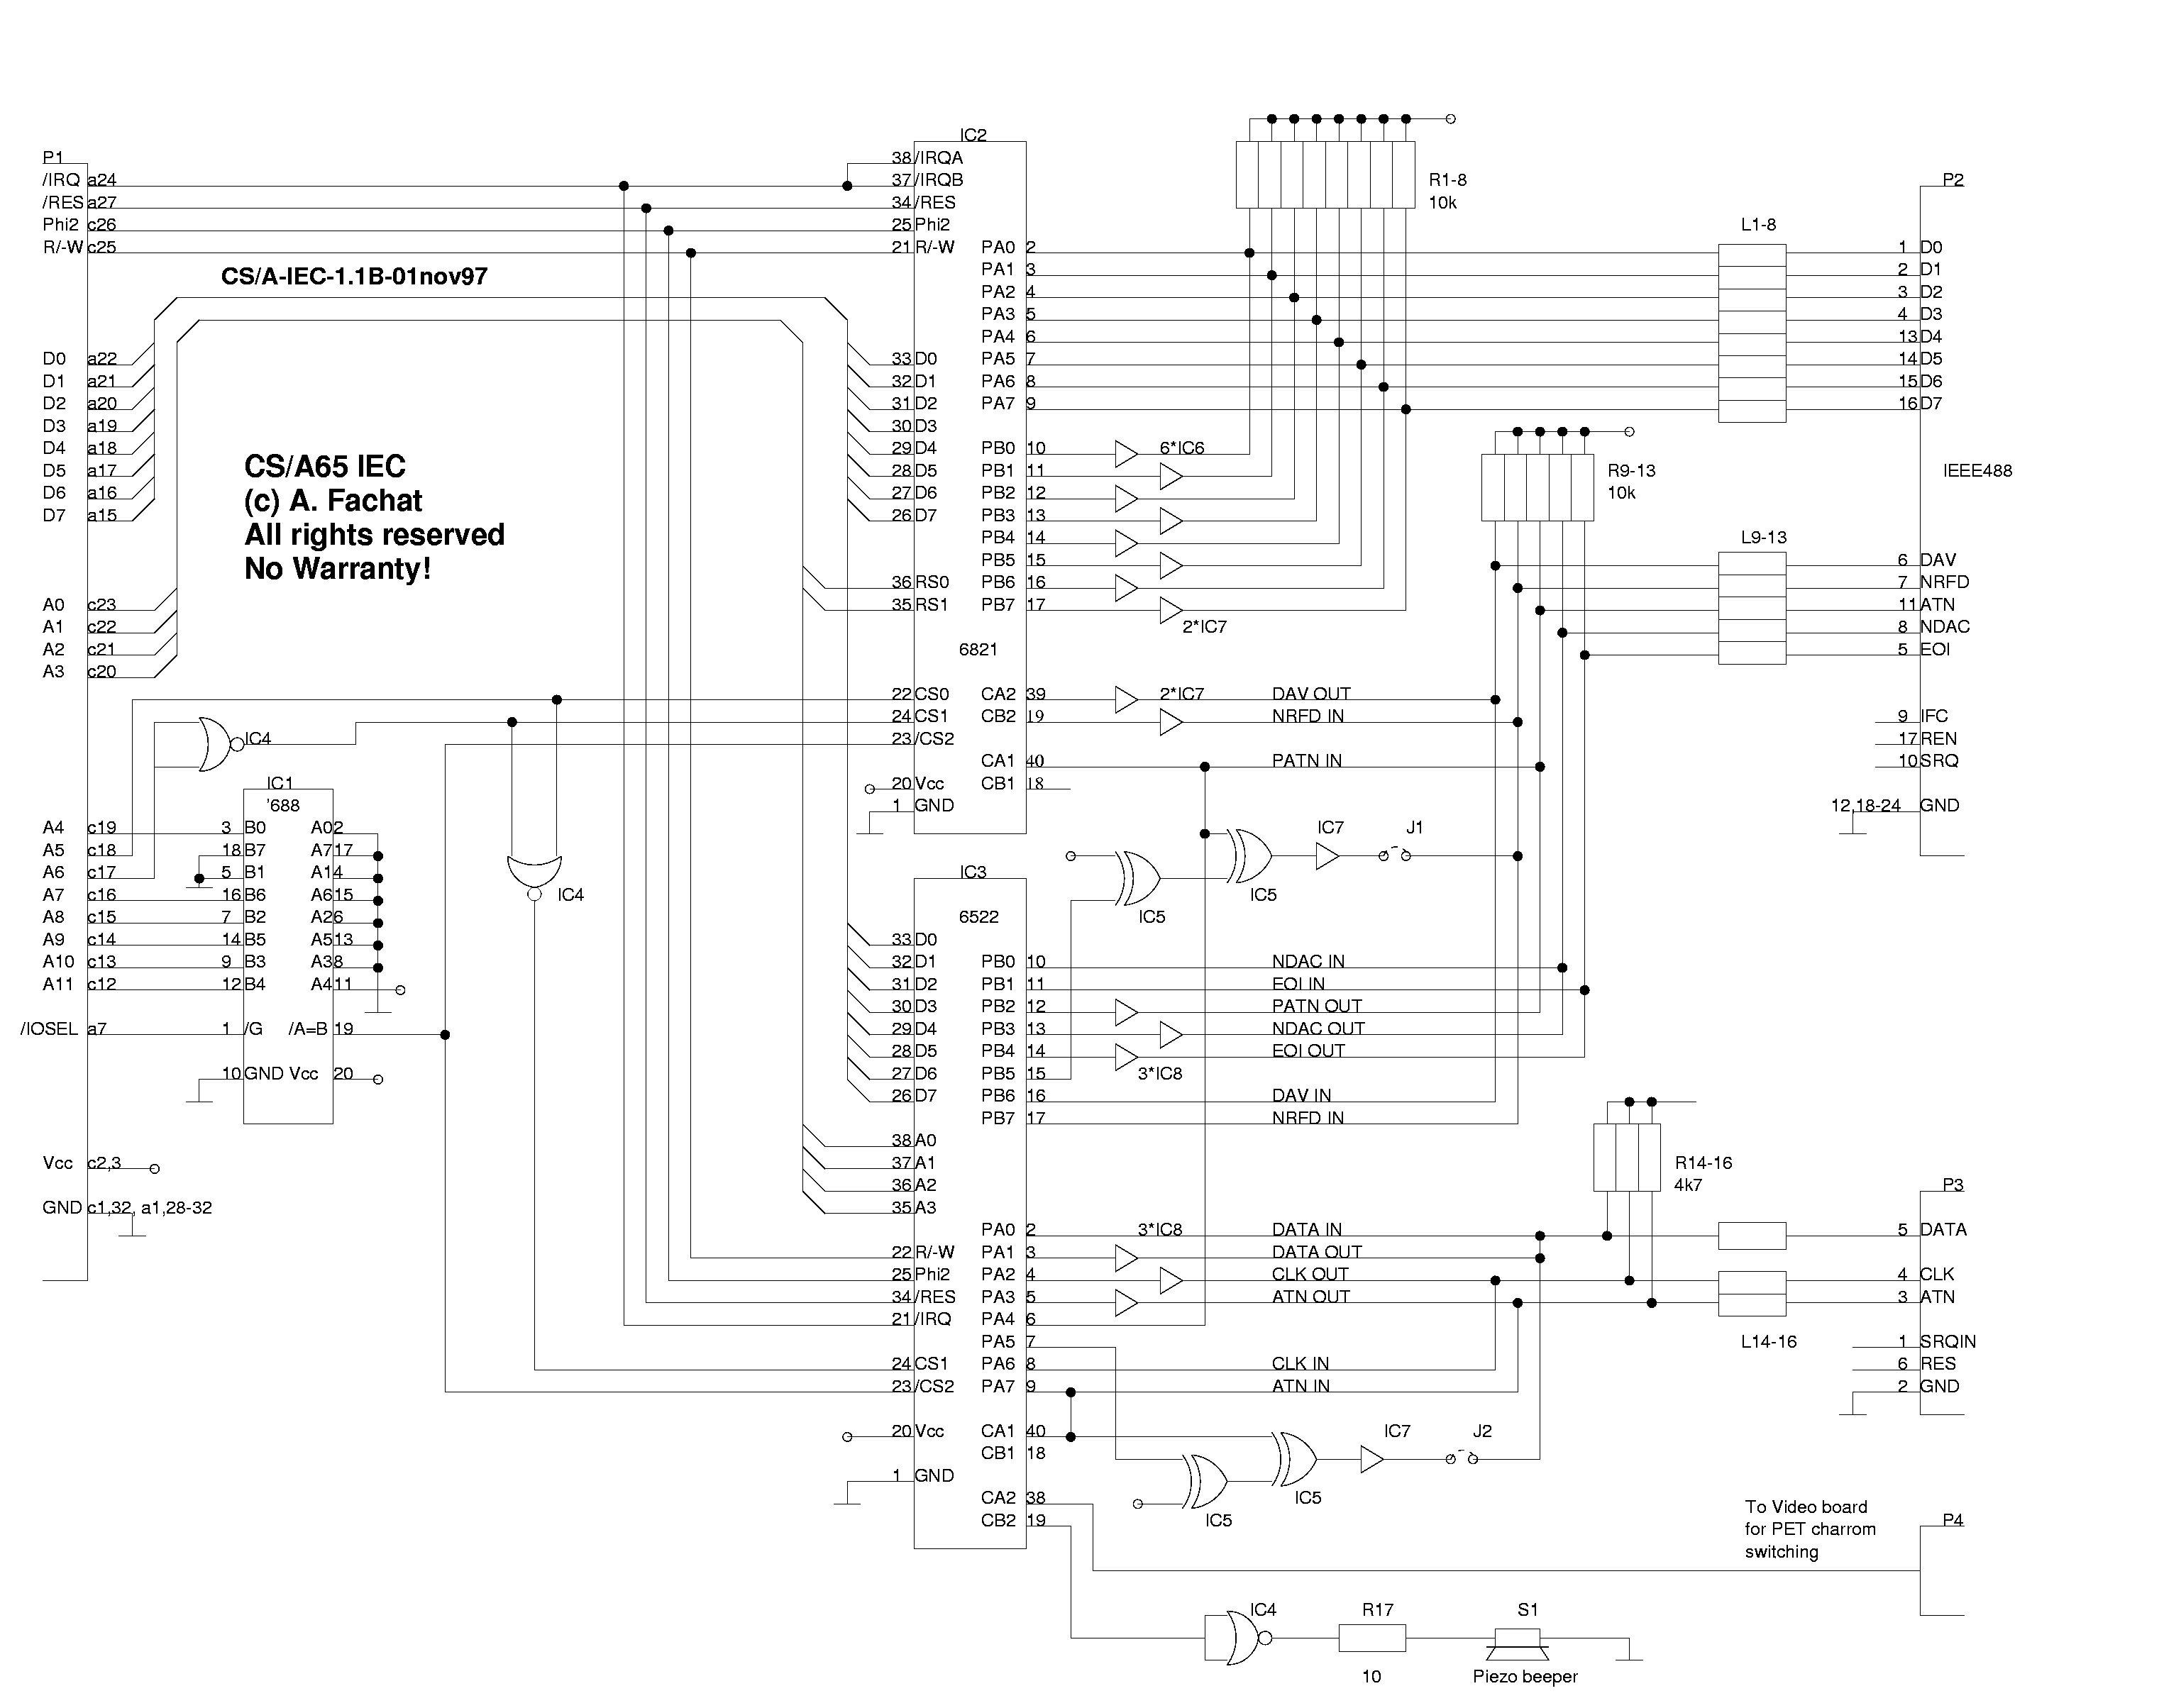 P1
/IRQ a24
/RES a27
Phi2 c26
R/-W c25
CS/A-IEC-1.1B-01nov97
D0 a22
D1 a21
D2 a20
D3 a19
D4 a18
D5 a17
D6 a16
D7 a15
CS/A65 IEC
(c) A. Fachat
All rights reserved
No Warranty!
A0 c23
A1 c22
A2 c21
A3 c20
IC4
IC1
'688
A4 c19
A5 c18
A6 c17
A7 c16
A8 c15
A9 c14
A10 c13
A11 c12
/IOSEL a7
3 B0 A0 2
18 B7 A7 17
5 B1 A1 4
16 B6 A6 15
7 B2 A2 6
14 B5 A5 13
9 B3 A3 8
12 B4 A4 11
1 /G /A=B 19
10 GND Vcc 20
Vcc c2,3
GND c1,32, a1,28-32
IC4
IC2
38 /IRQA
37 /IRQB
34 /RES
25 Phi2
21 R/-W
33 D0
32 D1
31 D2
30 D3
29 D4
28 D5
27 D6
26 D7
36 RS0
35 RS1
6821
22 CS0
24 CS1
23 /CS2
20 Vcc
1 GND
PA0 2
PA1 3
PA2 4
PA3 5
PA4 6
PA5 7
PA6 8
PA7 9
PB0 10
PB1 11
PB2 12
PB3 13
PB4 14
PB5 15
PB6 16
PB7 17
6*IC6
2*IC7
CA2 39
CB2 19
CA1 40
CB1 18
2*IC7
DAV OUT
NRFD IN
PATN IN
R1-8
10k
R9-13
10k
L1-8
L9-13
P2
1 D0
2 D1
3 D2
4 D3
13 D4
14 D5
15 D6
16 D7
IEEE488
6 DAV
7 NRFD
11 ATN
8 NDAC
5 EOI
9 IFC
17 REN
10 SRQ
12,18-24 GND
IC5
IC5
IC7
J1
IC3
6522
33 D0
32 D1
31 D2
30 D3
29 D4
28 D5
27 D6
26 D7
38 A0
37 A1
36 A2
35 A3
22 R/-W
25 Phi2
34 /RES
21 /IRQ
24 CS1
23 /CS2
20 Vcc
1 GND
PB0 10 NDAC IN
PB1 11 EOI IN
PB2 12 PATN OUT
PB3 13 NDAC OUT
PB4 14 EOI OUT
PB5 15
3*IC8
PB6 16 DAV IN
PB7 17 NRFD IN
3*IC8
PA0 2 DATA IN
PA1 3 DATA OUT
PA2 4 CLK OUT
PA3 5 ATN OUT
PA4 6
PA5 7
PA6 8 CLK IN
PA7 9 ATN IN
CA1 40
CB1 18
CA2 38
CB2 19
IC5
IC5
IC7
J2
R14-16
4k7
L14-16
P3
5 DATA
4 CLK
3 ATN
1 SRQIN
6 RES
2 GND
To Video board
for PET charrom
switching
P4
IC4
R17
10
S1
Piezo beeper